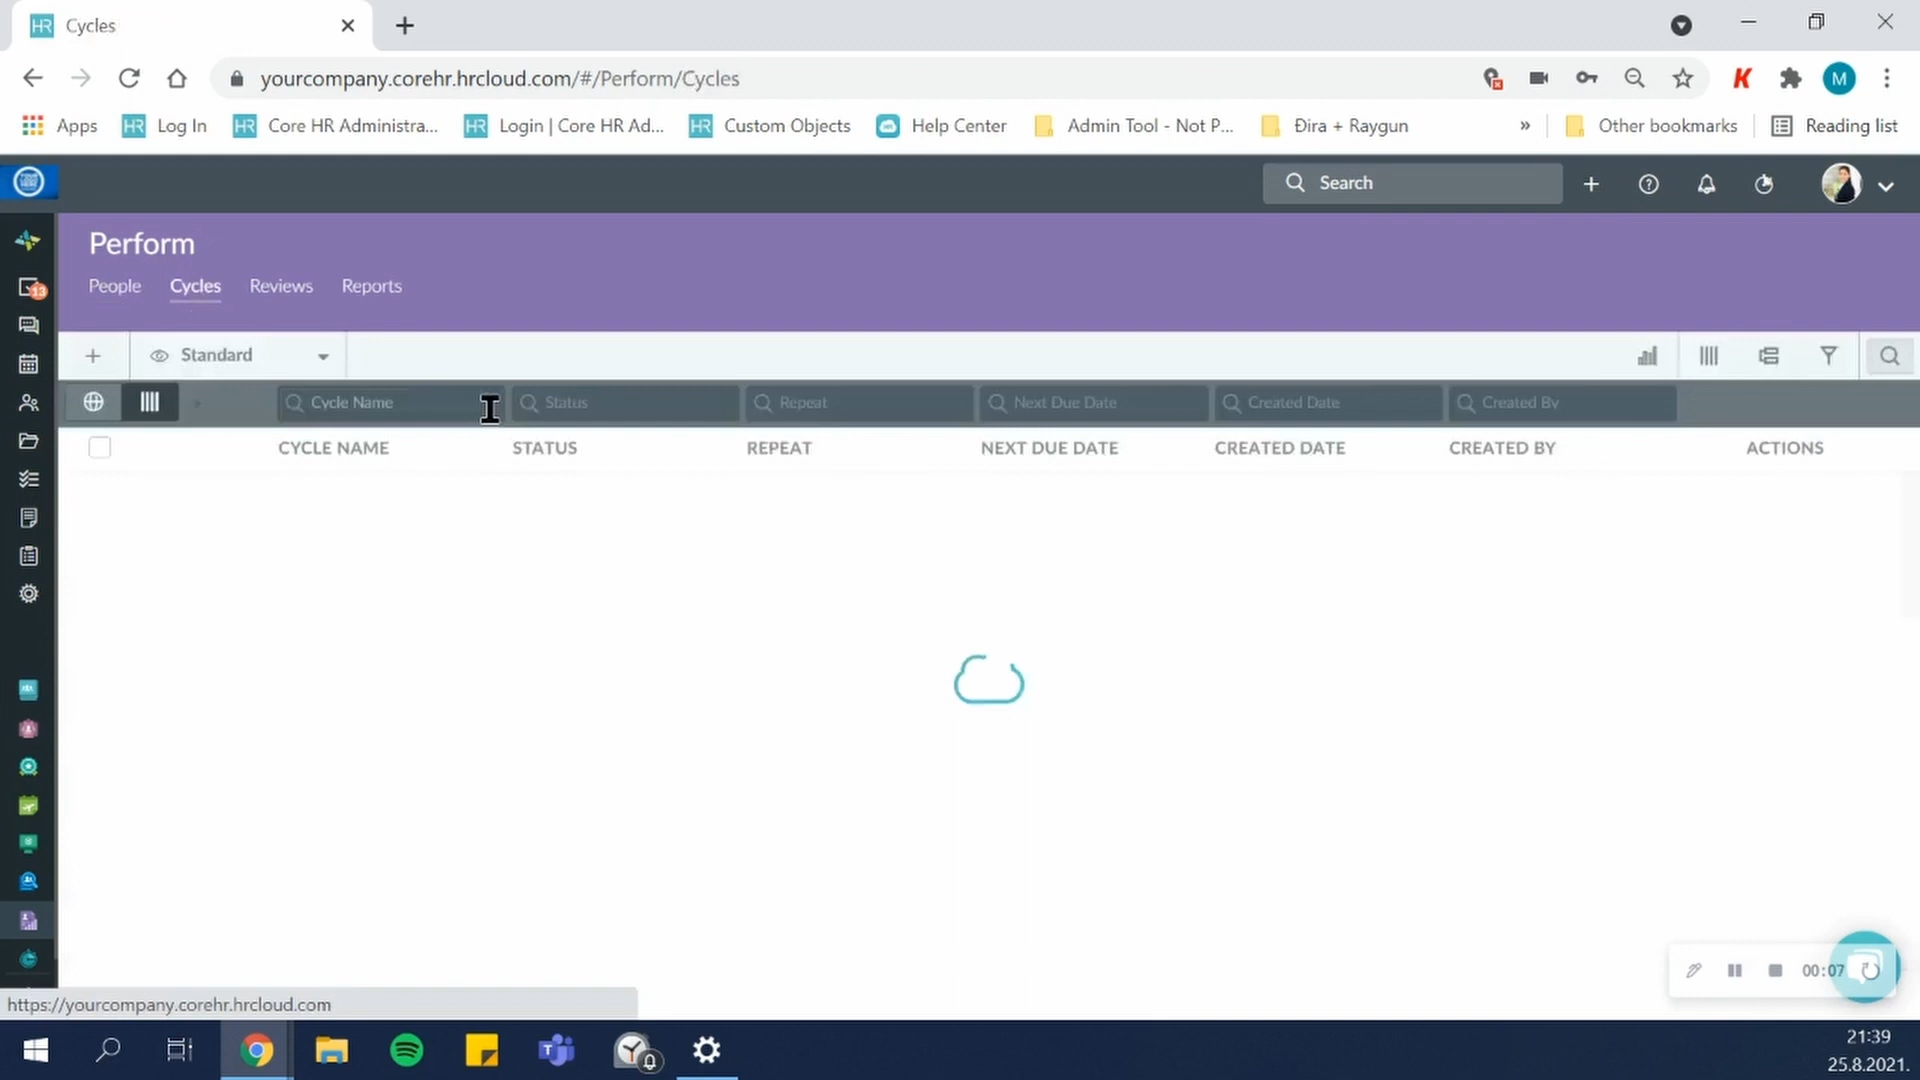 Cycles
yourcompany.corehr.hrcloud.com/#/Perform/Cycles
M
Apps
Log In
Core HR Administra...
Login | Core HR Ad...
Custom Objects
Help Center
Admin Tool - Not P...
Đira + Raygun
»
Other bookmarks
Reading list
Search
Perform
People
Cycles
Reviews
Reports
13
Standard
Cycle Name
Status
Repeat
Next Due Date
Created Date
Created By
CYCLE NAME
STATUS
REPEAT
NEXT DUE DATE
CREATED DATE
CREATED BY
ACTIONS
00:07
https://yourcompany.corehr.hrcloud.com
21:39
25.8.2021.